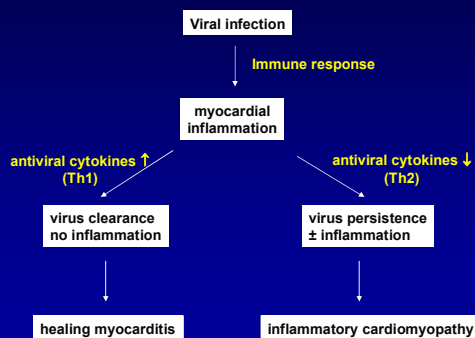 Viral infection
Immune response
myocardial
inflammation
antiviral cytokines ↑
(Th1)
antiviral cytokines ↓
(Th2)
virus clearance
no inflammation
virus persistence
± inflammation
healing myocarditis
inflammatory cardiomyopathy